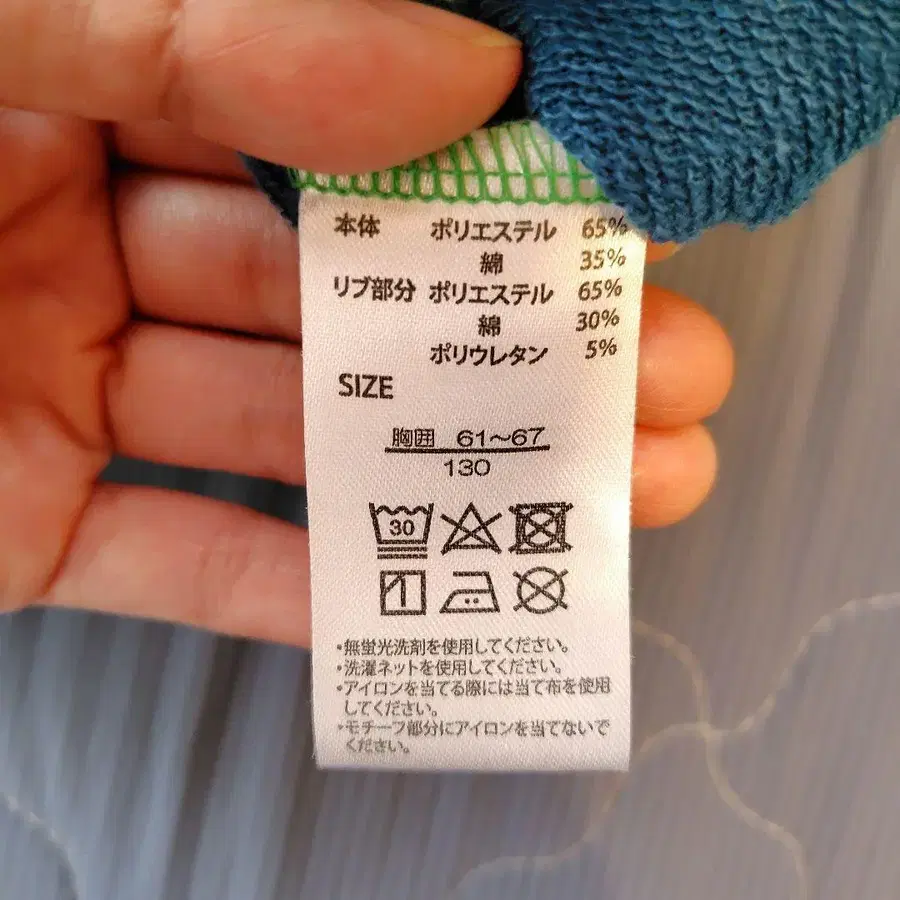 本体 ポリエステル 65%
綿 35%
リブ部分 ポリエステル 65%
綿 30%
ポリウレタン 5%
SIZE
胸囲 61~67
130
30
・無蛍光洗剤を使用してください。
・洗濯ネットを使用してください。
・アイロンを当てる際には当て布を使用
してください。
・モチーフ部分にアイロンを当てないで
ください。